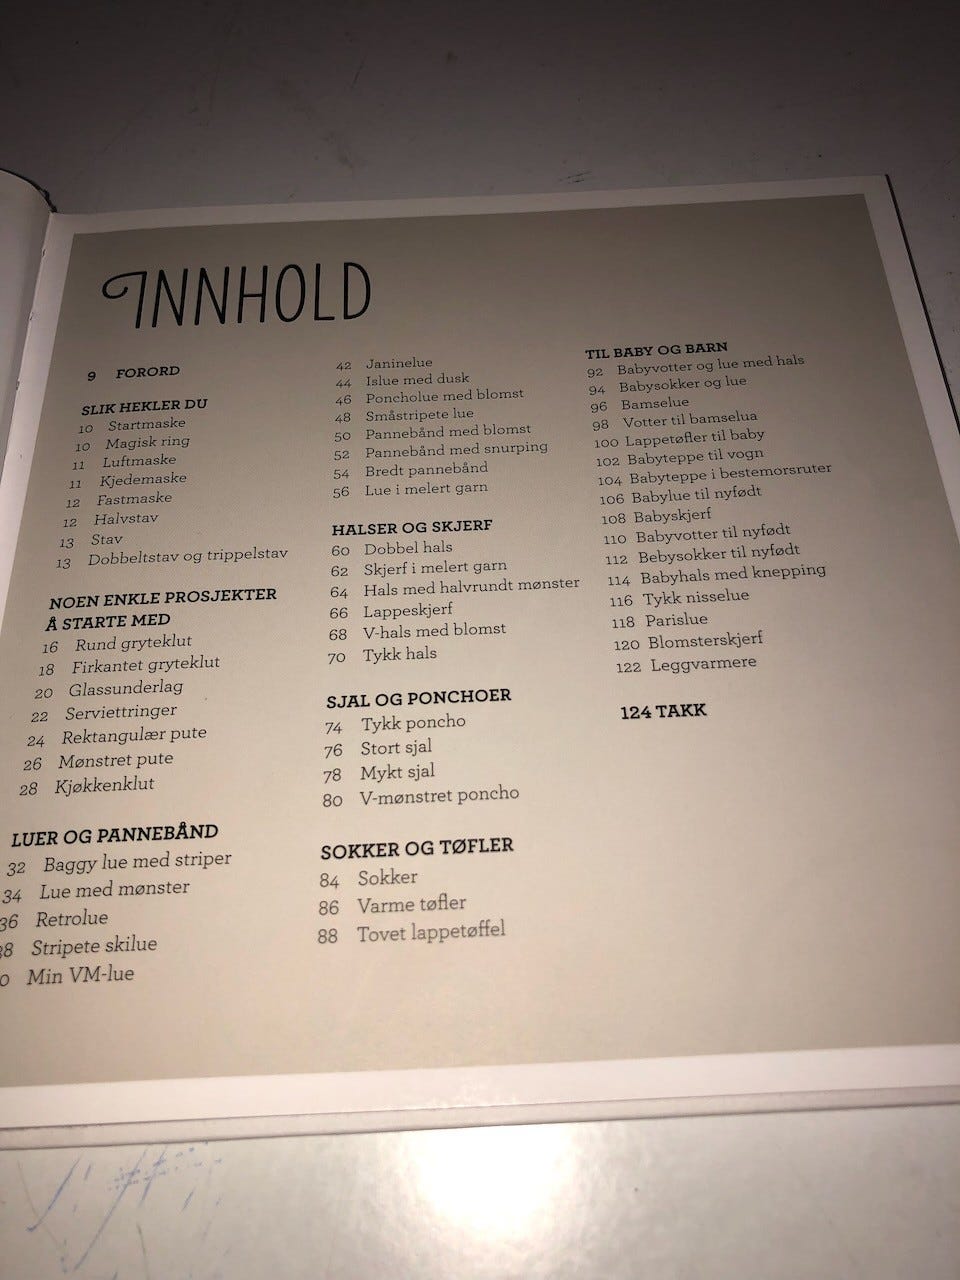 INNHOLD
9 FORORD
SLIK HEKLER DU
10 Startmaske
10 Magisk ring
11 Luftmaske
11 Kjedemaske
12 Fastmaske
12 Halvstav
13 Stav
13 Dobbeltstav og trippelstav
NOEN ENKLE PROSJEKTER
Å STARTE MED
16 Rund gryteklut
18 Firkantet gryteklut
20 Glassunderlag
22 Serviettringer
24 Rektangulær pute
26 Mønstret pute
28 Kjøkkenklut
LUER OG PANNEBÅND
32 Baggy lue med striper
34 Lue med mønster
36 Retrolue
38 Stripete skilue
0 Min VM-lue
42 Janinelue
44 Islue med dusk
46 Poncholue med blomst
48 Småstripete lue
50 Pannebånd med blomst
52 Pannebånd med snurping
54 Bredt pannebånd
56 Lue i melert garn
HALSER OG SKJERF
60 Dobbel hals
62 Skjerf i melert garn
64 Hals med halvrundt mønster
66 Lappeskjerf
68 V-hals med blomst
70 Tykk hals
SJAL OG PONCHOER
74 Tykk poncho
76 Stort sjal
78 Mykt sjal
80 V-mønstret poncho
SOKKER OG TØFLER
84 Sokker
86 Varme tøfler
88 Tovet lappetøffel
TIL BABY OG BARN
92 Babyvotter og lue med hals
94 Babysokker og lue
96 Bamselue
98 Votter til bamselua
100 Lappetøfler til baby
102 Babyteppe til vogn
104 Babyteppe i bestemorsruter
106 Babylue til nyfødt
108 Babyskjerf
110 Babyvotter til nyfødt
112 Bebysokker til nyfødt
114 Babyhals med knepping
116 Tykk nisselue
118 Parislue
120 Blomsterskjerf
122 Leggvarmere
124 TAKK